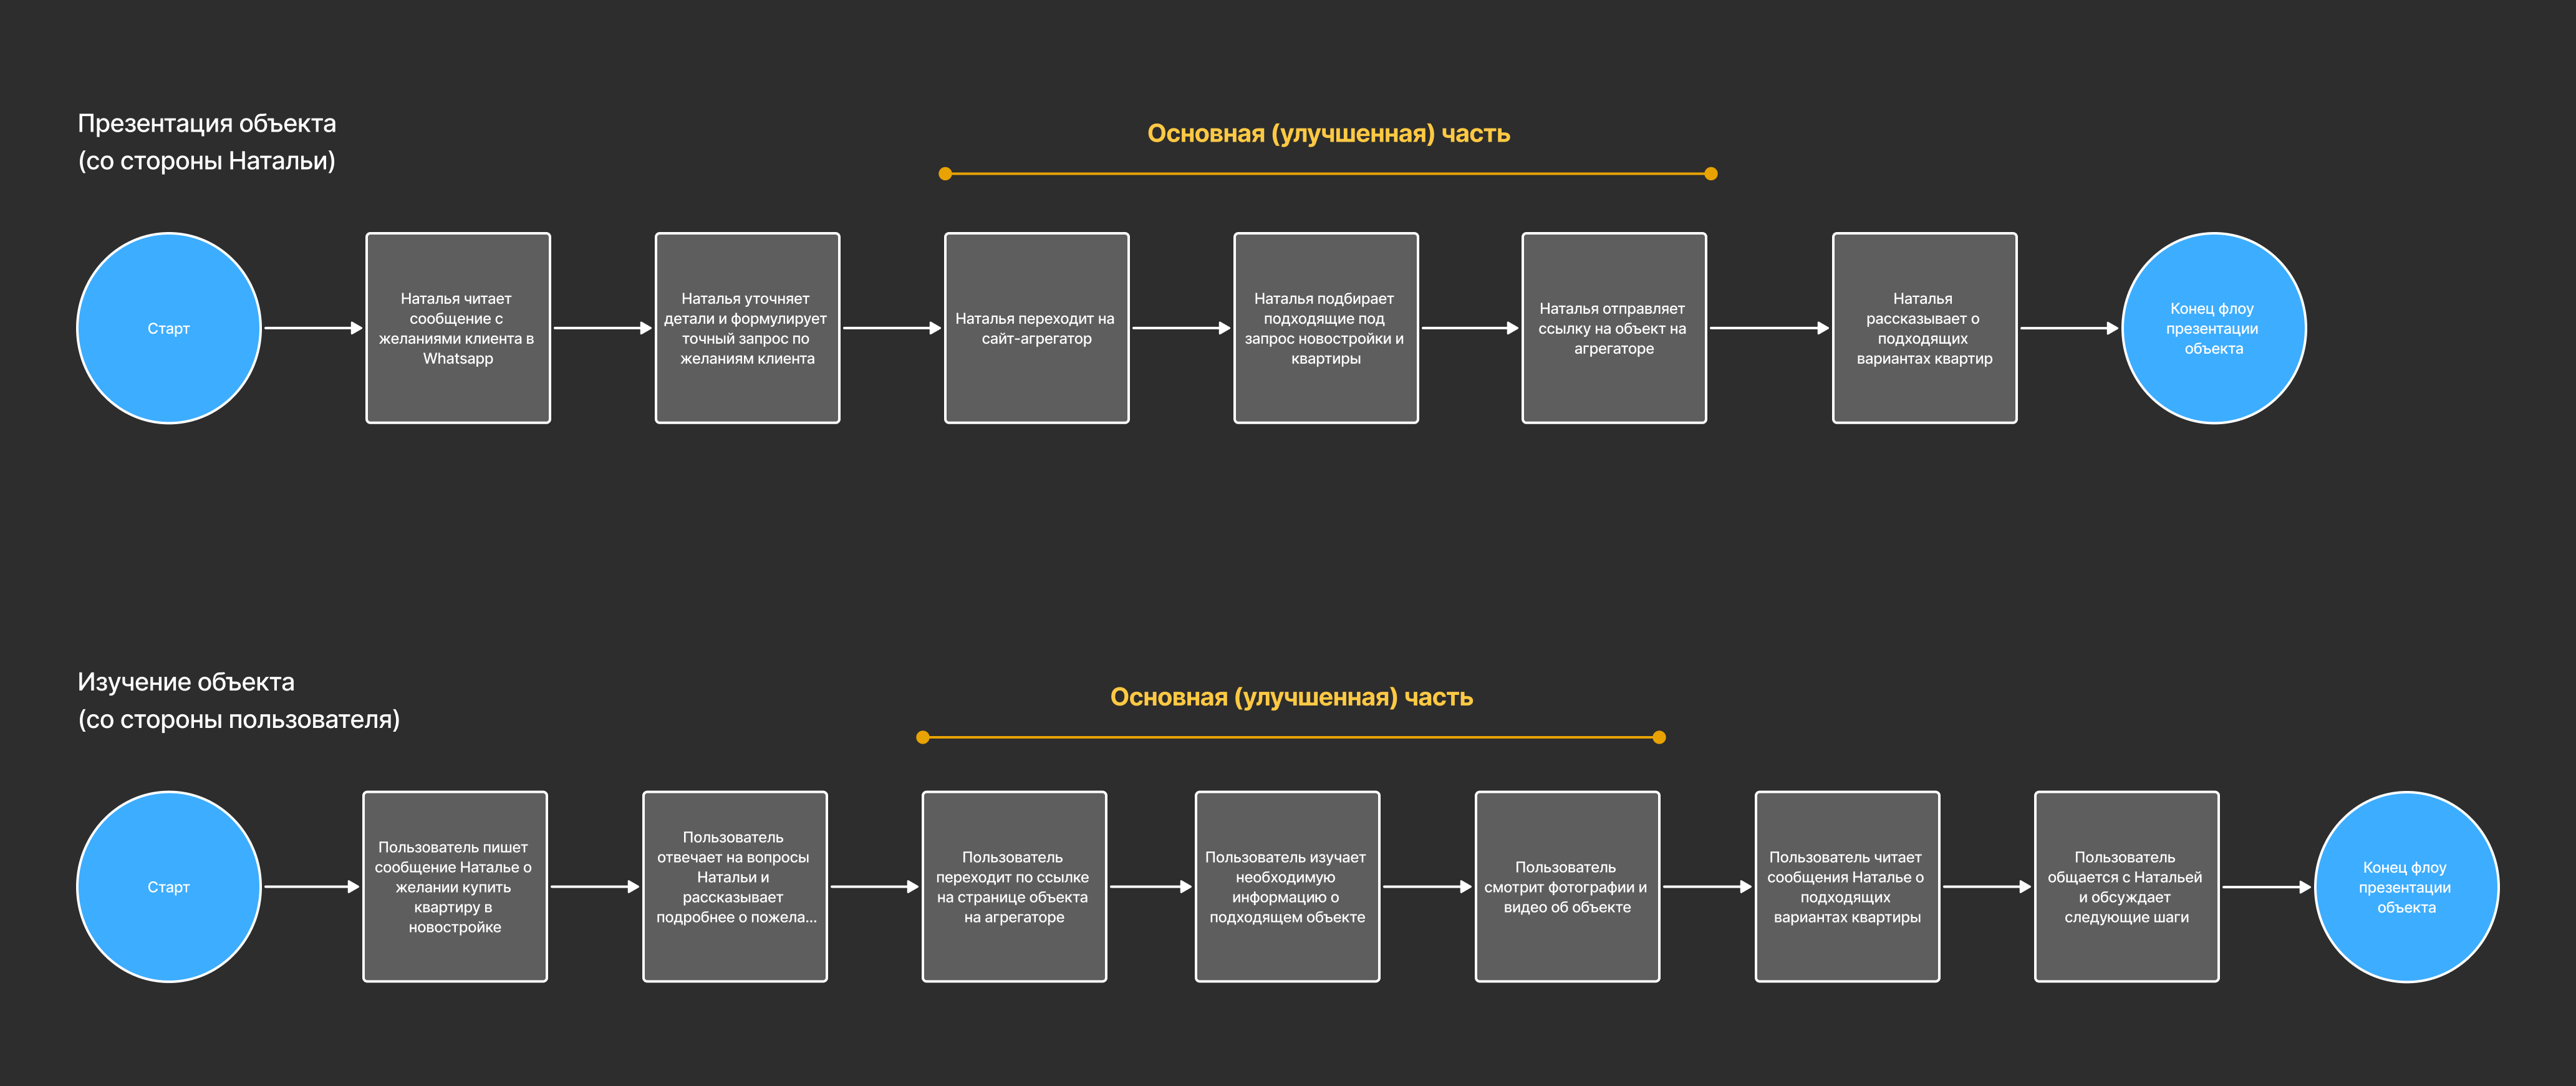 Презентация объекта
(со стороны Натальи)
Основная (улучшенная) часть
Старт
Наталья читает
сообщение с
желаниями клиента в
Whatsapp
Наталья уточняет
детали и формулирует
точный запрос по
желаниям клиента
Наталья переходит на
сайт-агрегатор
Наталья подбирает
подходящие под
запрос новостройки и
квартиры
Наталья отправляет
ссылку на объект на
агрегаторе
Наталья
рассказывает о
подходящих
вариантах квартир
Конец флоу
презентации
объекта
Изучение объекта
(со стороны пользователя)
Основная (улучшенная) часть
Старт
Пользователь пишет
сообщение Наталье о
желании купить
квартиру в
новостройке
Пользователь
отвечает на вопросы
Натальи и
рассказывает
подробнее о пожела...
Пользователь
переходит по ссылке
на странице объекта
на агрегаторе
Пользователь изучает
необходимую
информацию о
подходящем объекте
Пользователь
смотрит фотографии и
видео об объекте
Пользователь читает
сообщения Наталье о
подходящих
вариантах квартиры
Пользователь
общается с Натальей
и обсуждает
следующие шаги
Конец флоу
презентации
объекта